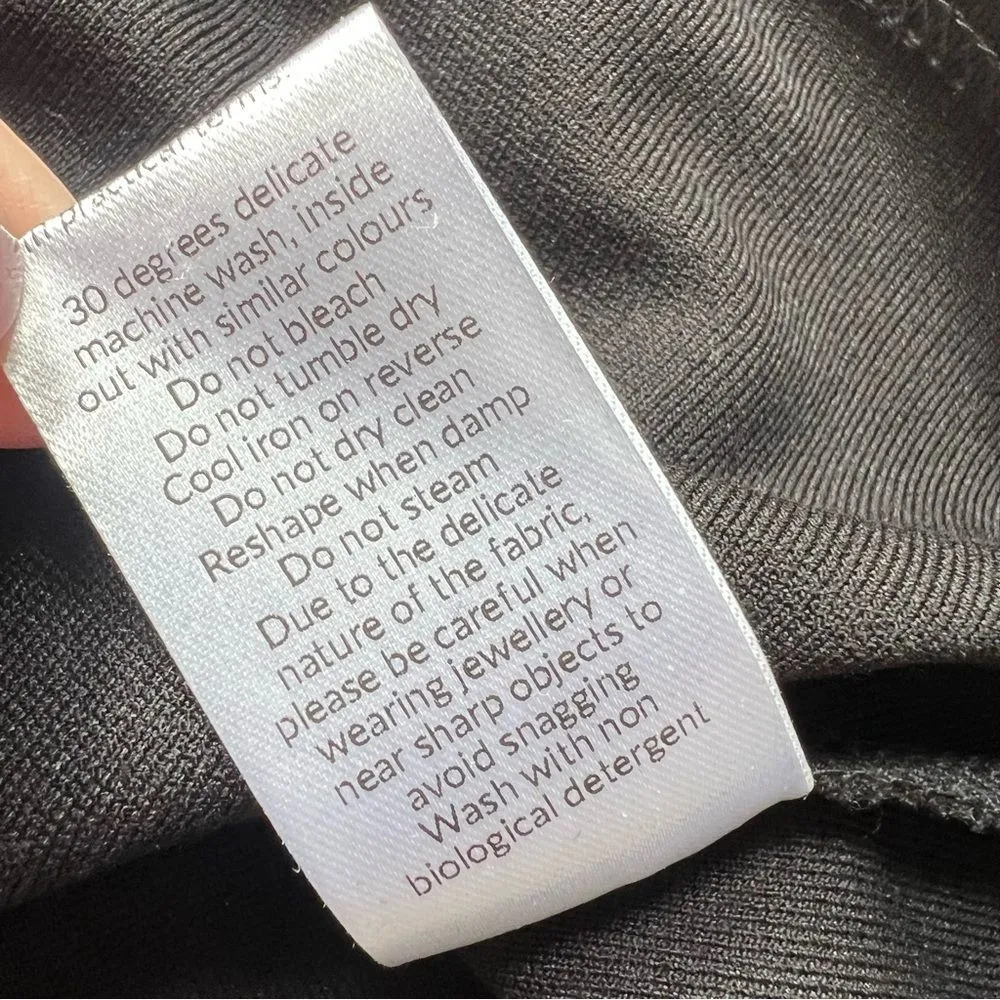 in practical terms.
30 degrees delicate
machine wash, inside
out with similar colours
Do not bleach
Do not tumble dry
Cool iron on reverse
Do not dry clean
Reshape when damp
Do not steam
Due to the delicate
nature of the fabric,
please be careful when
wearing jewellery or
near sharp objects to
avoid snagging
Wash with non
biological detergent